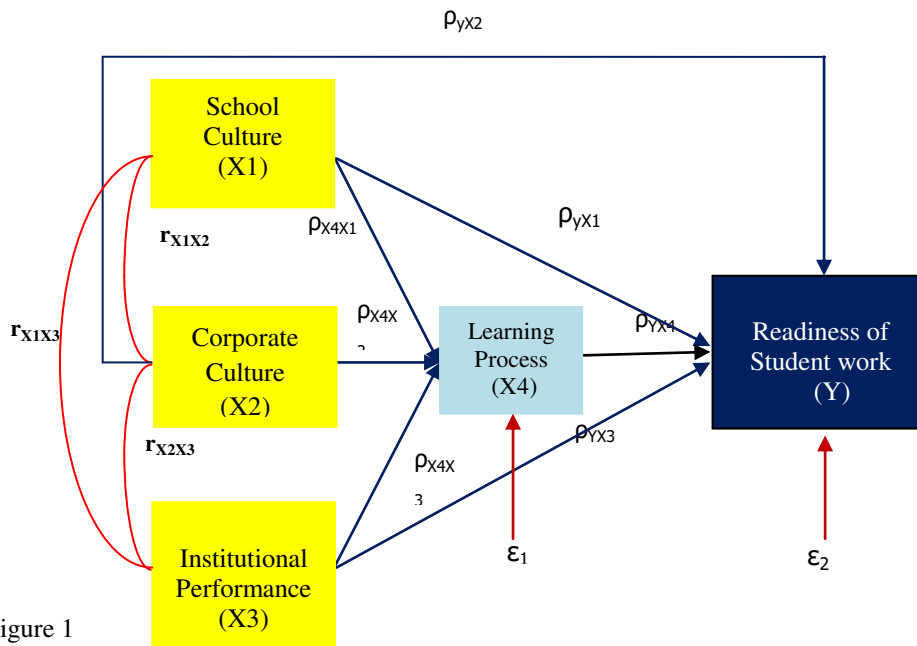 ρyX2
School
Culture
(X1)
ρX4X1
ρyX1
rX1X2
rX1X3
Corporate
Culture
(X2)
ρX4X
Learning
Process
(X4)
ρYX4
Readiness of
Student work
(Y)
rX2X3
ρYX3
ρX4X
3
Institutional
Performance
(X3)
ε1
ε2
igure 1